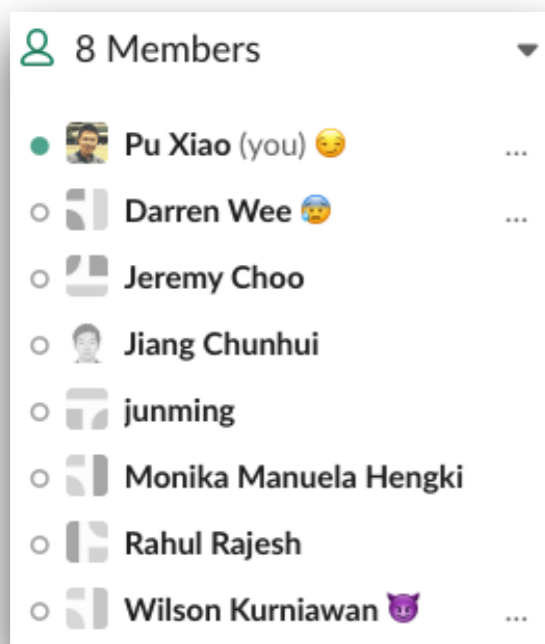 8 Members
Pu Xiao (you) 😏 ...
Darren Wee 😰 ...
Jeremy Choo
Jiang Chunhui
junming
Monika Manuela Hengki
Rahul Rajesh
Wilson Kurniawan 😈 ...